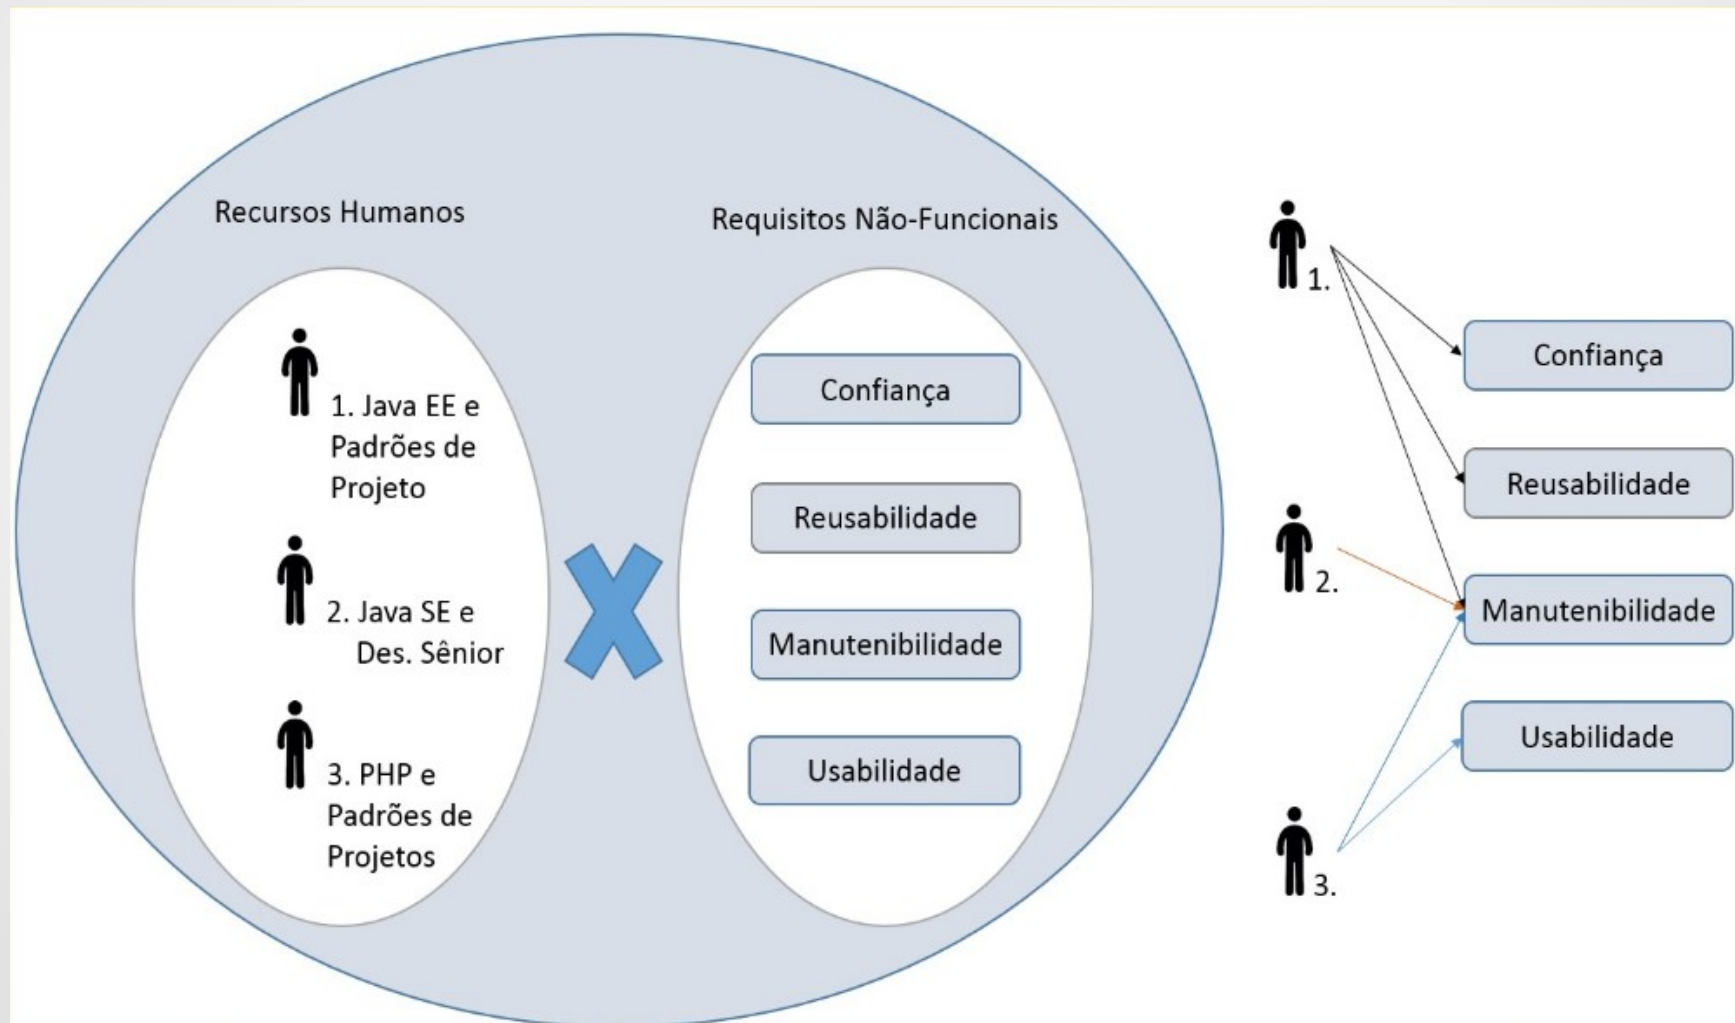 Recursos Humanos
1. Java EE e
Padrões de
Projeto
2. Java SE e
Des. Sênior
3. PHP e
Padrões de
Projetos
Requisitos Não-Funcionais
Confiança
Reusabilidade
Manutenibilidade
Usabilidade
1.
2.
3.
Confiança
Reusabilidade
Manutenibilidade
Usabilidade